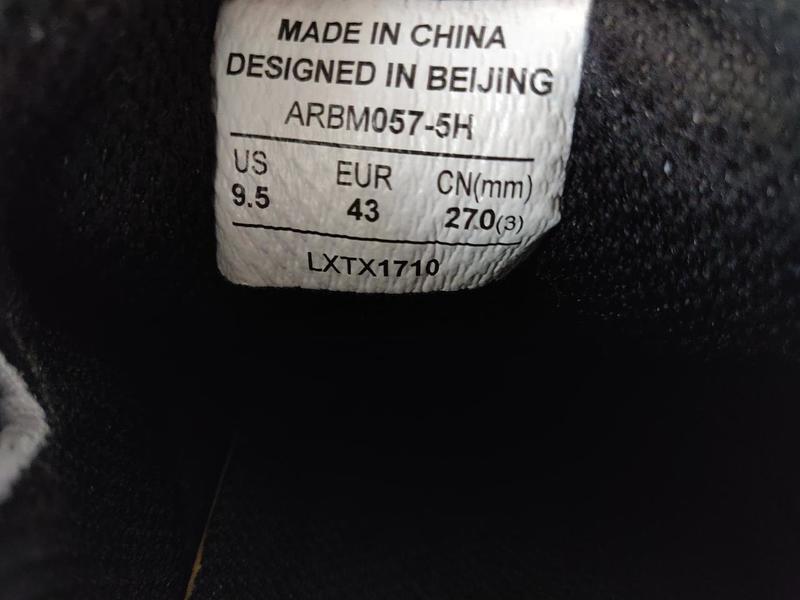 MADE IN CHINA
DESIGNED IN BEIJING
ARBM057-5H
US EUR CN(mm)
9.5 43 270(3)
LXTX1710